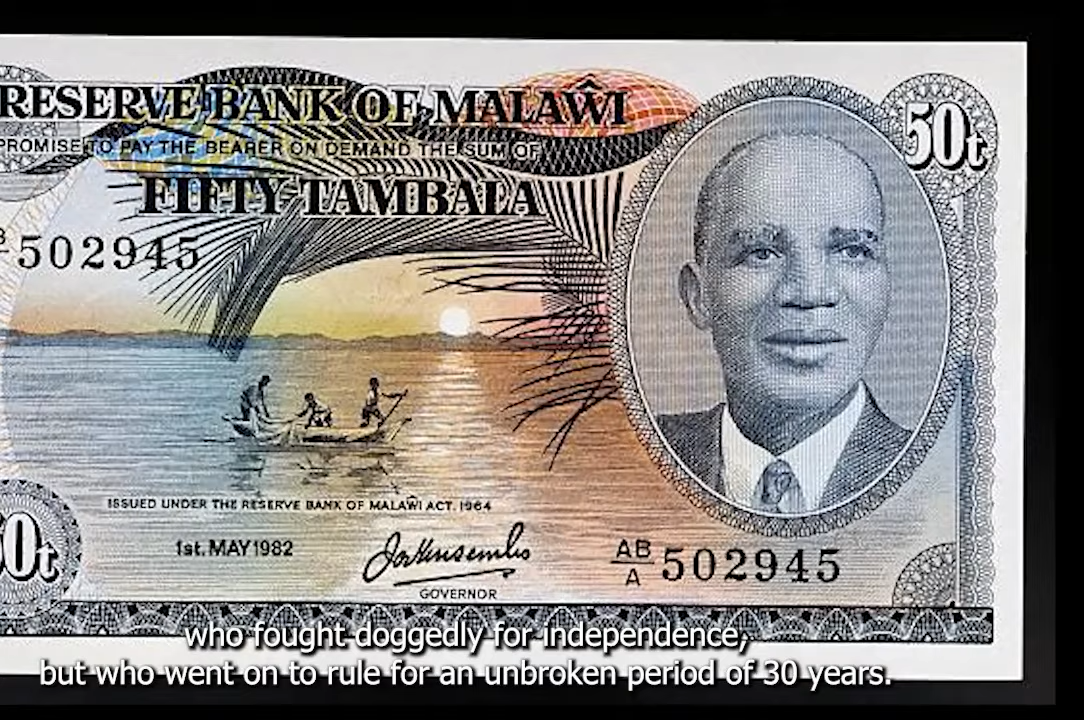 RESERVE BANK OF MALAŴI
PROMISE TO PAY THE BEARER ON DEMAND THE SUM OF
FIFTY TAMBALA
50t
502945
ISSUED UNDER THE RESERVE BANK OF MALAŴI ACT. 1964
1st. MAY 1982
GOVERNOR
AB/A 502945
who fought doggedly for independence,
but who went on to rule for an unbroken period of 30 years.